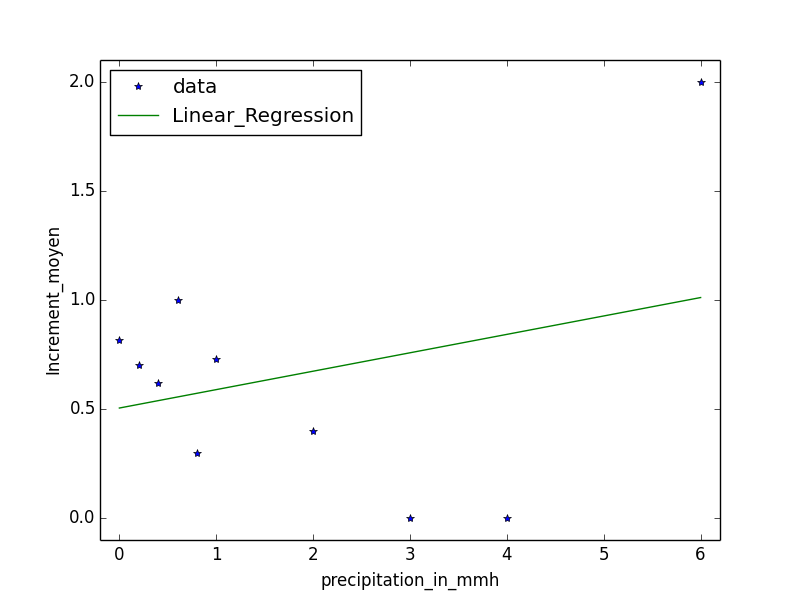 data
Linear_Regression
2.0
1.5
1.0
0.5
0.0
Increment_moyen
0 1 2 3 4 5 6
precipitation_in_mmh